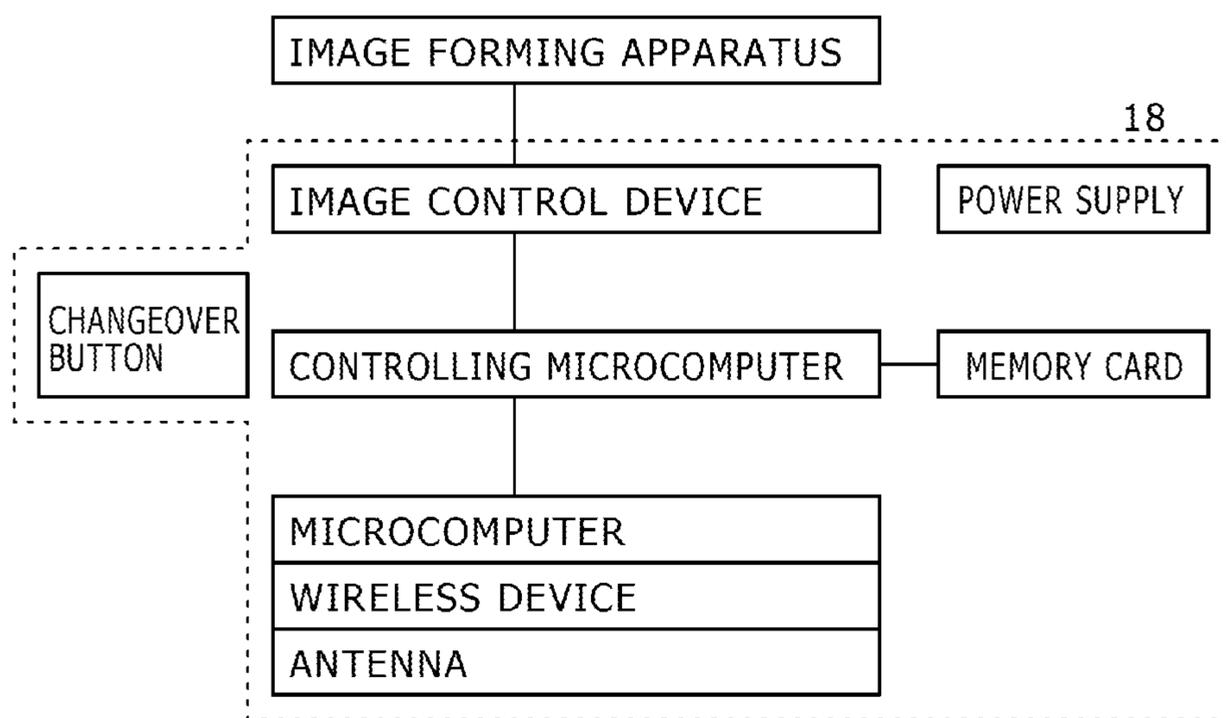 IMAGE FORMING APPARATUS
18
IMAGE CONTROL DEVICE
POWER SUPPLY
CHANGEOVER
BUTTON
CONTROLLING MICROCOMPUTER
MEMORY CARD
MICROCOMPUTER
WIRELESS DEVICE
ANTENNA